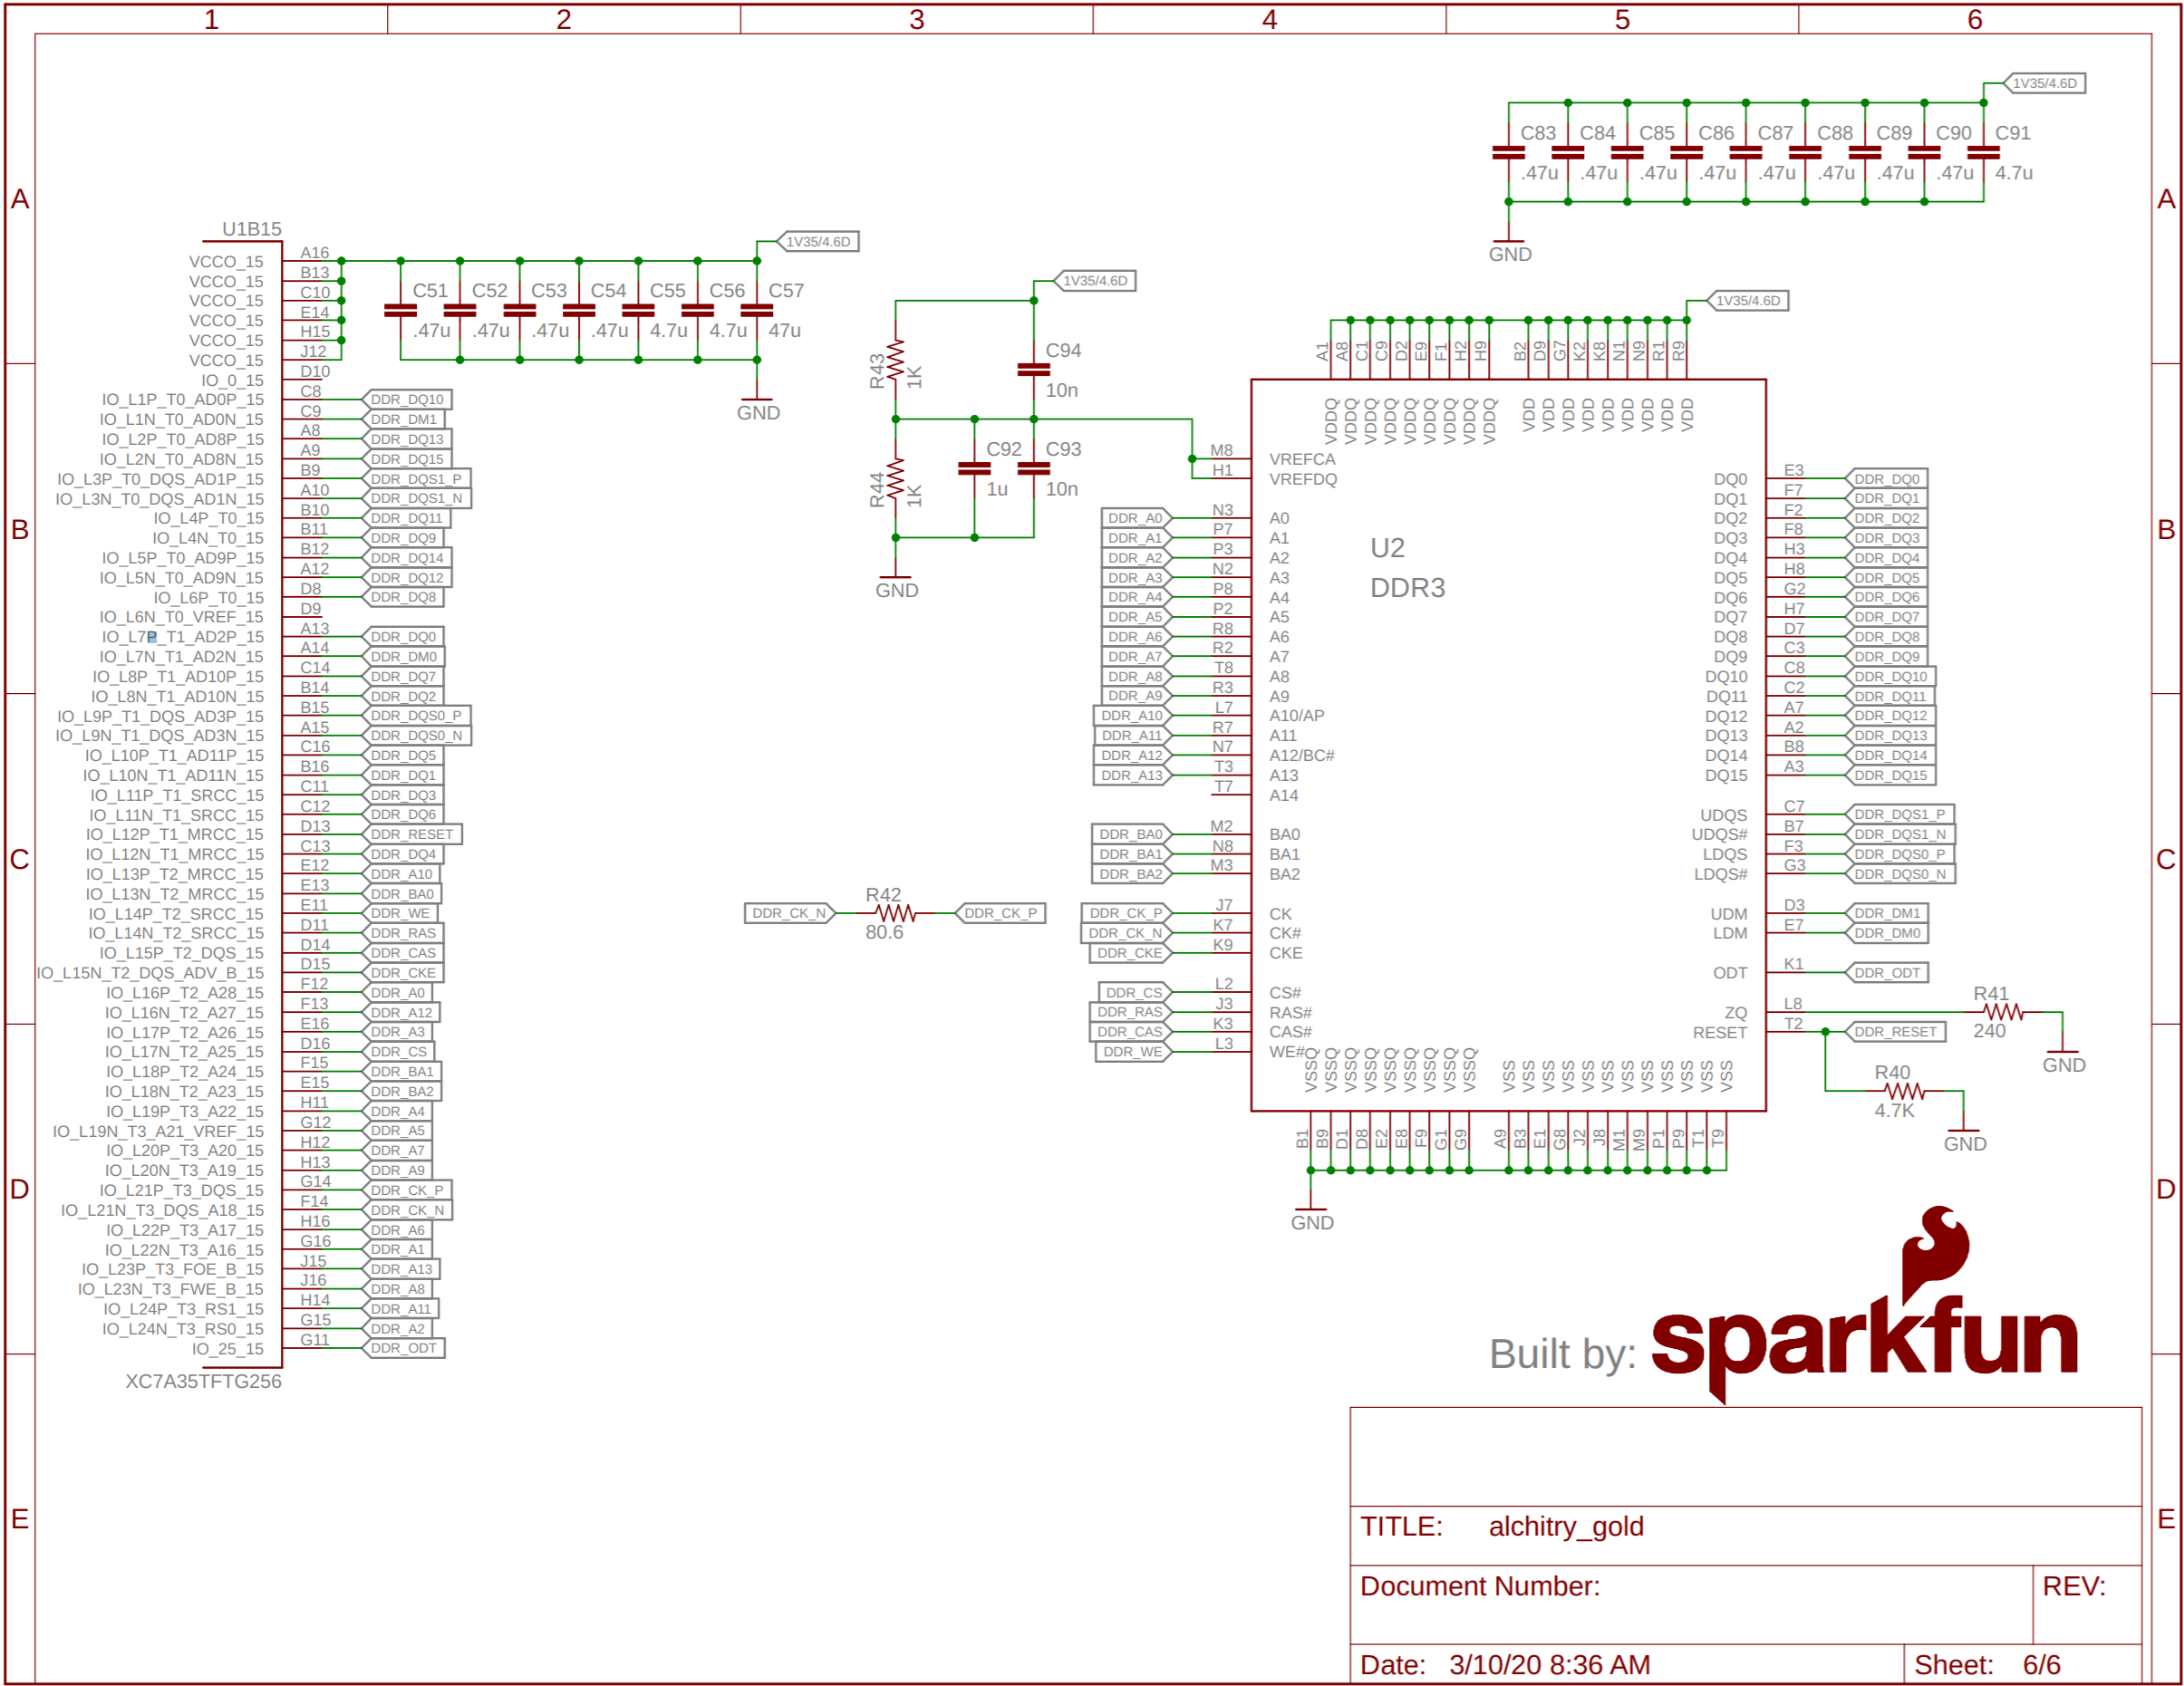 1 2 3 4 5 6
A A
B B
C C
D D
E E
U1B15
VCCO_15 A16
VCCO_15 B13
VCCO_15 C10
VCCO_15 E14
VCCO_15 H15
VCCO_15 J12
IO_0_15 D10
IO_L1P_T0_AD0P_15 C8 DDR_DQ10
IO_L1N_T0_AD0N_15 C9 DDR_DM1
IO_L2P_T0_AD8P_15 A8 DDR_DQ13
IO_L2N_T0_AD8N_15 A9 DDR_DQ15
IO_L3P_T0_DQS_AD1P_15 B9 DDR_DQS1_P
IO_L3N_T0_DQS_AD1N_15 A10 DDR_DQS1_N
IO_L4P_T0_15 B10 DDR_DQ11
IO_L4N_T0_15 B11 DDR_DQ9
IO_L5P_T0_AD9P_15 B12 DDR_DQ14
IO_L5N_T0_AD9N_15 A12 DDR_DQ12
IO_L6P_T0_15 D8 DDR_DQ8
IO_L6N_T0_VREF_15 D9
IO_L7P_T1_AD2P_15 A13 DDR_DQ0
IO_L7N_T1_AD2N_15 A14 DDR_DM0
IO_L8P_T1_AD10P_15 C14 DDR_DQ7
IO_L8N_T1_AD10N_15 B14 DDR_DQ2
IO_L9P_T1_DQS_AD3P_15 B15 DDR_DQS0_P
IO_L9N_T1_DQS_AD3N_15 A15 DDR_DQS0_N
IO_L10P_T1_AD11P_15 C16 DDR_DQ5
IO_L10N_T1_AD11N_15 B16 DDR_DQ1
IO_L11P_T1_SRCC_15 C11 DDR_DQ3
IO_L11N_T1_SRCC_15 C12 DDR_DQ6
IO_L12P_T1_MRCC_15 D13 DDR_RESET
IO_L12N_T1_MRCC_15 C13 DDR_DQ4
IO_L13P_T2_MRCC_15 E12 DDR_A10
IO_L13N_T2_MRCC_15 E13 DDR_BA0
IO_L14P_T2_SRCC_15 E11 DDR_WE
IO_L14N_T2_SRCC_15 D11 DDR_RAS
IO_L15P_T2_DQS_15 D14 DDR_CAS
IO_L15N_T2_DQS_ADV_B_15 D15 DDR_CKE
IO_L16P_T2_A28_15 F12 DDR_A0
IO_L16N_T2_A27_15 F13 DDR_A12
IO_L17P_T2_A26_15 E16 DDR_A3
IO_L17N_T2_A25_15 D16 DDR_CS
IO_L18P_T2_A24_15 F15 DDR_BA1
IO_L18N_T2_A23_15 E15 DDR_BA2
IO_L19P_T3_A22_15 H11 DDR_A4
IO_L19N_T3_A21_VREF_15 G12 DDR_A5
IO_L20P_T3_A20_15 H12 DDR_A7
IO_L20N_T3_A19_15 H13 DDR_A9
IO_L21P_T3_DQS_15 G14 DDR_CK_P
IO_L21N_T3_DQS_A18_15 F14 DDR_CK_N
IO_L22P_T3_A17_15 H16 DDR_A6
IO_L22N_T3_A16_15 G16 DDR_A1
IO_L23P_T3_FOE_B_15 J15 DDR_A13
IO_L23N_T3_FWE_B_15 J16 DDR_A8
IO_L24P_T3_RS1_15 H14 DDR_A11
IO_L24N_T3_RS0_15 G15 DDR_A2
IO_25_15 G11 DDR_ODT
XC7A35TFTG256
1V35/4.6D
C51 C52 C53 C54 C55 C56 C57
.47u .47u .47u .47u 4.7u 4.7u 47u
GND
1V35/4.6D
R43 1K
C94
10n
C92 C93
1u 10n
R44 1K
GND
DDR_CK_N R42 DDR_CK_P
80.6
1V35/4.6D
C83 C84 C85 C86 C87 C88 C89 C90 C91
.47u .47u .47u .47u .47u .47u .47u .47u 4.7u
GND
1V35/4.6D
A1 A8 C1 C9 D2 E9 F1 H2 H9 B2 D9 G7 K2 K8 N1 N9 R1 R9
VDDQ VDDQ VDDQ VDDQ VDDQ VDDQ VDDQ VDDQ VDDQ VDD VDD VDD VDD VDD VDD VDD VDD VDD
U2
DDR3
M8 VREFCA
H1 VREFDQ
DDR_A0 N3 A0
DDR_A1 P7 A1
DDR_A2 P3 A2
DDR_A3 N2 A3
DDR_A4 P8 A4
DDR_A5 P2 A5
DDR_A6 R8 A6
DDR_A7 R2 A7
DDR_A8 T8 A8
DDR_A9 R3 A9
DDR_A10 L7 A10/AP
DDR_A11 R7 A11
DDR_A12 N7 A12/BC#
DDR_A13 T3 A13
T7 A14
DDR_BA0 M2 BA0
DDR_BA1 N8 BA1
DDR_BA2 M3 BA2
DDR_CK_P J7 CK
DDR_CK_N K7 CK#
DDR_CKE K9 CKE
DDR_CS L2 CS#
DDR_RAS J3 RAS#
DDR_CAS K3 CAS#
DDR_WE L3 WE#
DQ0 E3 DDR_DQ0
DQ1 F7 DDR_DQ1
DQ2 F2 DDR_DQ2
DQ3 F8 DDR_DQ3
DQ4 H3 DDR_DQ4
DQ5 H8 DDR_DQ5
DQ6 G2 DDR_DQ6
DQ7 H7 DDR_DQ7
DQ8 D7 DDR_DQ8
DQ9 C3 DDR_DQ9
DQ10 C8 DDR_DQ10
DQ11 C2 DDR_DQ11
DQ12 A7 DDR_DQ12
DQ13 A2 DDR_DQ13
DQ14 B8 DDR_DQ14
DQ15 A3 DDR_DQ15
UDQS C7 DDR_DQS1_P
UDQS# B7 DDR_DQS1_N
LDQS F3 DDR_DQS0_P
LDQS# G3 DDR_DQS0_N
UDM D3 DDR_DM1
LDM E7 DDR_DM0
ODT K1 DDR_ODT
ZQ L8 R41
240
GND
RESET T2 DDR_RESET
R40
4.7K
GND
VSSQ VSSQ VSSQ VSSQ VSSQ VSSQ VSSQ VSSQ VSSQ VSS VSS VSS VSS VSS VSS VSS VSS VSS VSS VSS VSS
B1 B9 D1 D8 E2 E8 F9 G1 G9 A9 B3 E1 G8 J2 J8 M1 M9 P1 P9 T1 T9
GND
Built by: sparkfun
TITLE: alchitry_gold
Document Number: REV:
Date: 3/10/20 8:36 AM Sheet: 6/6